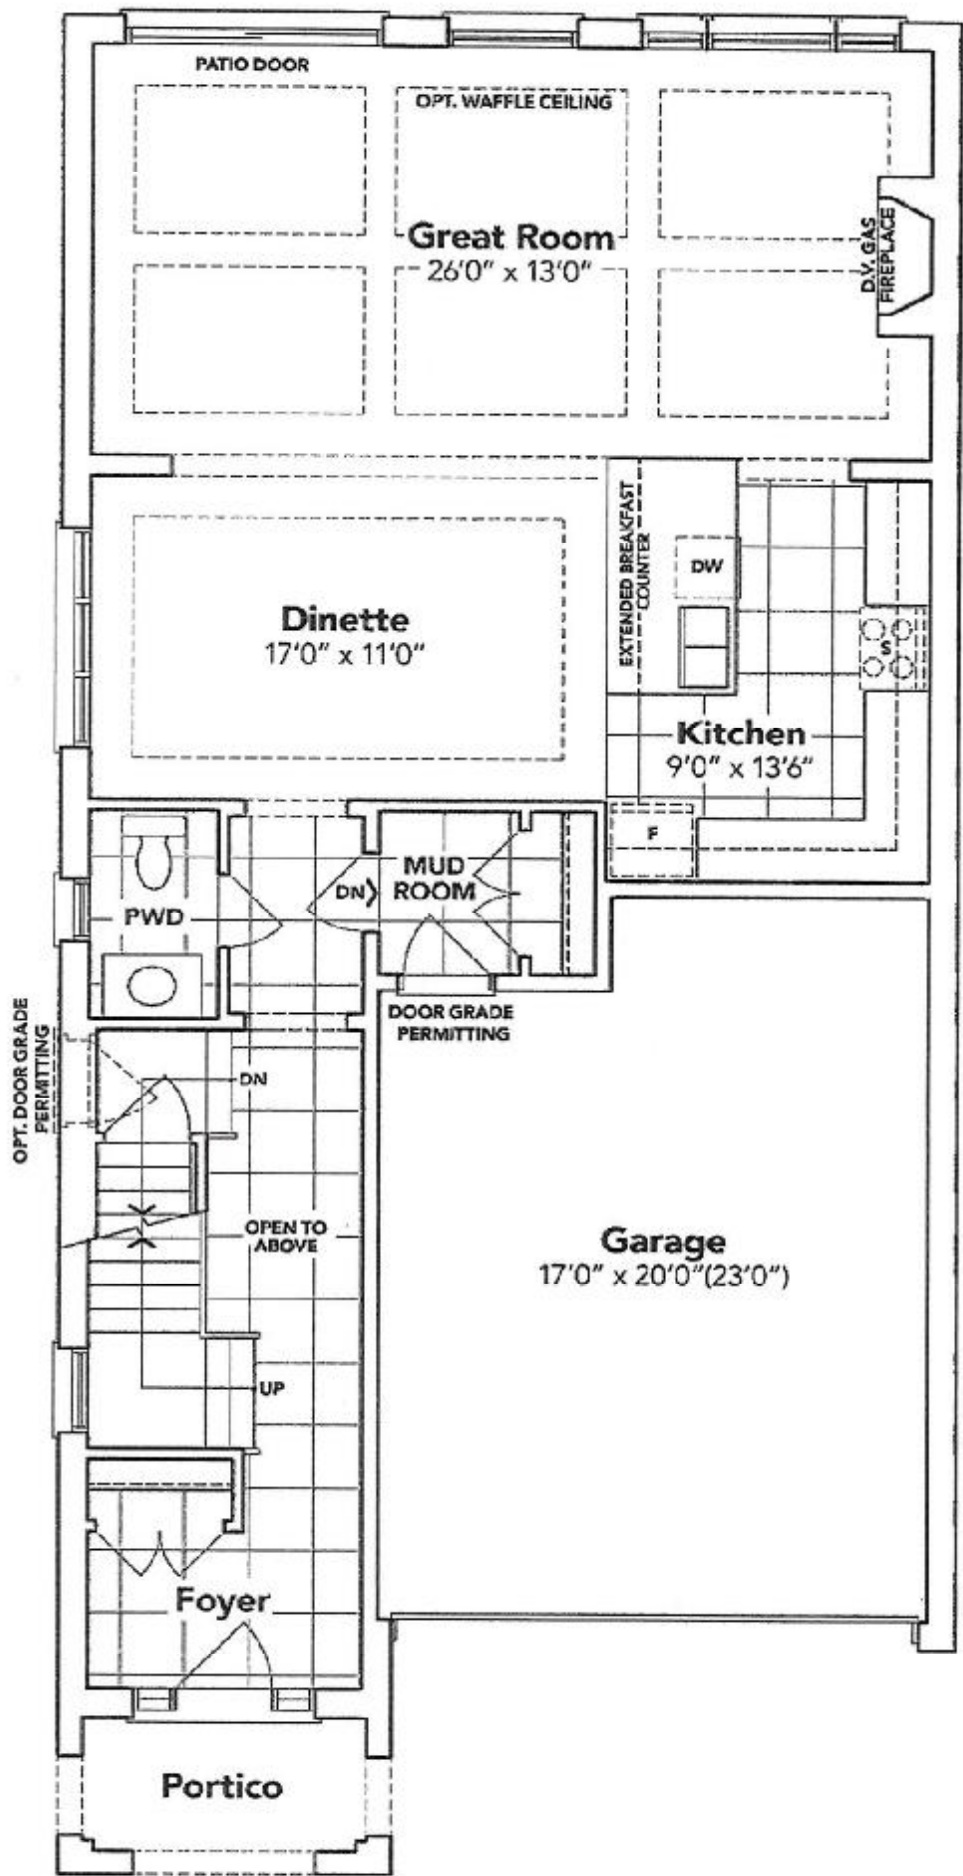 PATIO DOOR
OPT. WAFFLE CEILING
Great Room
26'0" x 13'0"
D.V. GAS
FIREPLACE
EXTENDED BREAKFAST
COUNTER
DW
Dinette
17'0" x 11'0"
S
Kitchen
9'0" x 13'6"
F
MUD
ROOM
DN
PWD
DOOR GRADE
PERMITTING
OPT. DOOR GRADE
PERMITTING
DN
OPEN TO
ABOVE
Garage
17'0" x 20'0"(23'0")
UP
Foyer
Portico